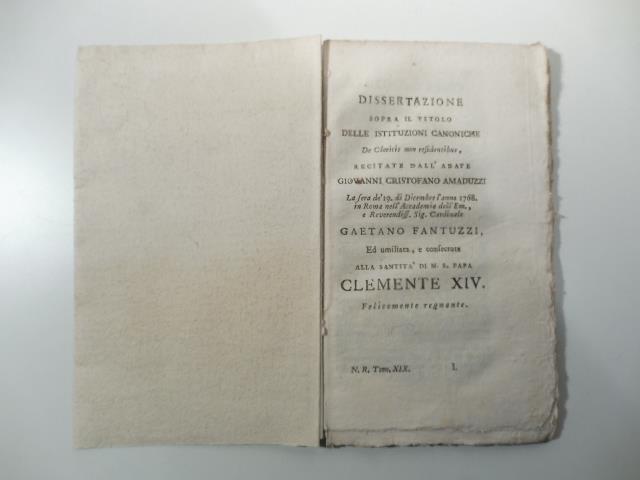 DISSERTAZIONE
SOPRA IL TITOLO
DELLE ISTITUZIONI CANONICHE
De Clericis non residentibus,
RECITATE DALL' ABATE
GIOVANNI CRISTOFANO AMADUZZI
La sera de' 19. di Dicembre l'anno 1768.
in Roma nell'Accademia dell'Em.,
e Reverendiss. Sig. Cardinale
GAETANO FANTUZZI,
Ed umiliata, e consecrata
ALLA SANTITA' DI N. S. PAPA
CLEMENTE XIV.
Felicemente regnante.
N. R. Tom. XIX. I.